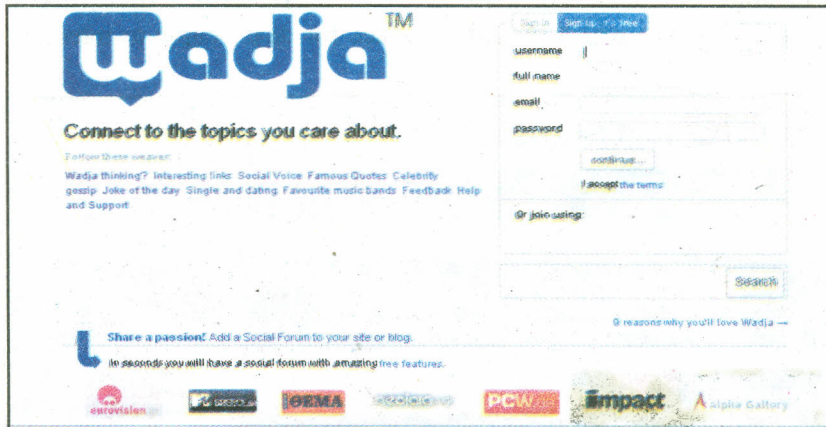 wadja™
Connect to the topics you care about.
Follow these weaves:
Wadja thinking? Interesting links Social Voice Famous Quotes Celebrity
gossip Joke of the day Single and dating Favourite music bands Feedback Help
and Support
Sign in Sign up, it's free
username
full name
email
password
continue...
I accept the terms
Or join using:
Search
9 reasons why you'll love Wadja →
Share a passion! Add a Social Forum to your site or blog.
In seconds you will have a social forum with amazing free features.
eurovision
ΘΕΜΑ
PCW
impact
alpha Gallory